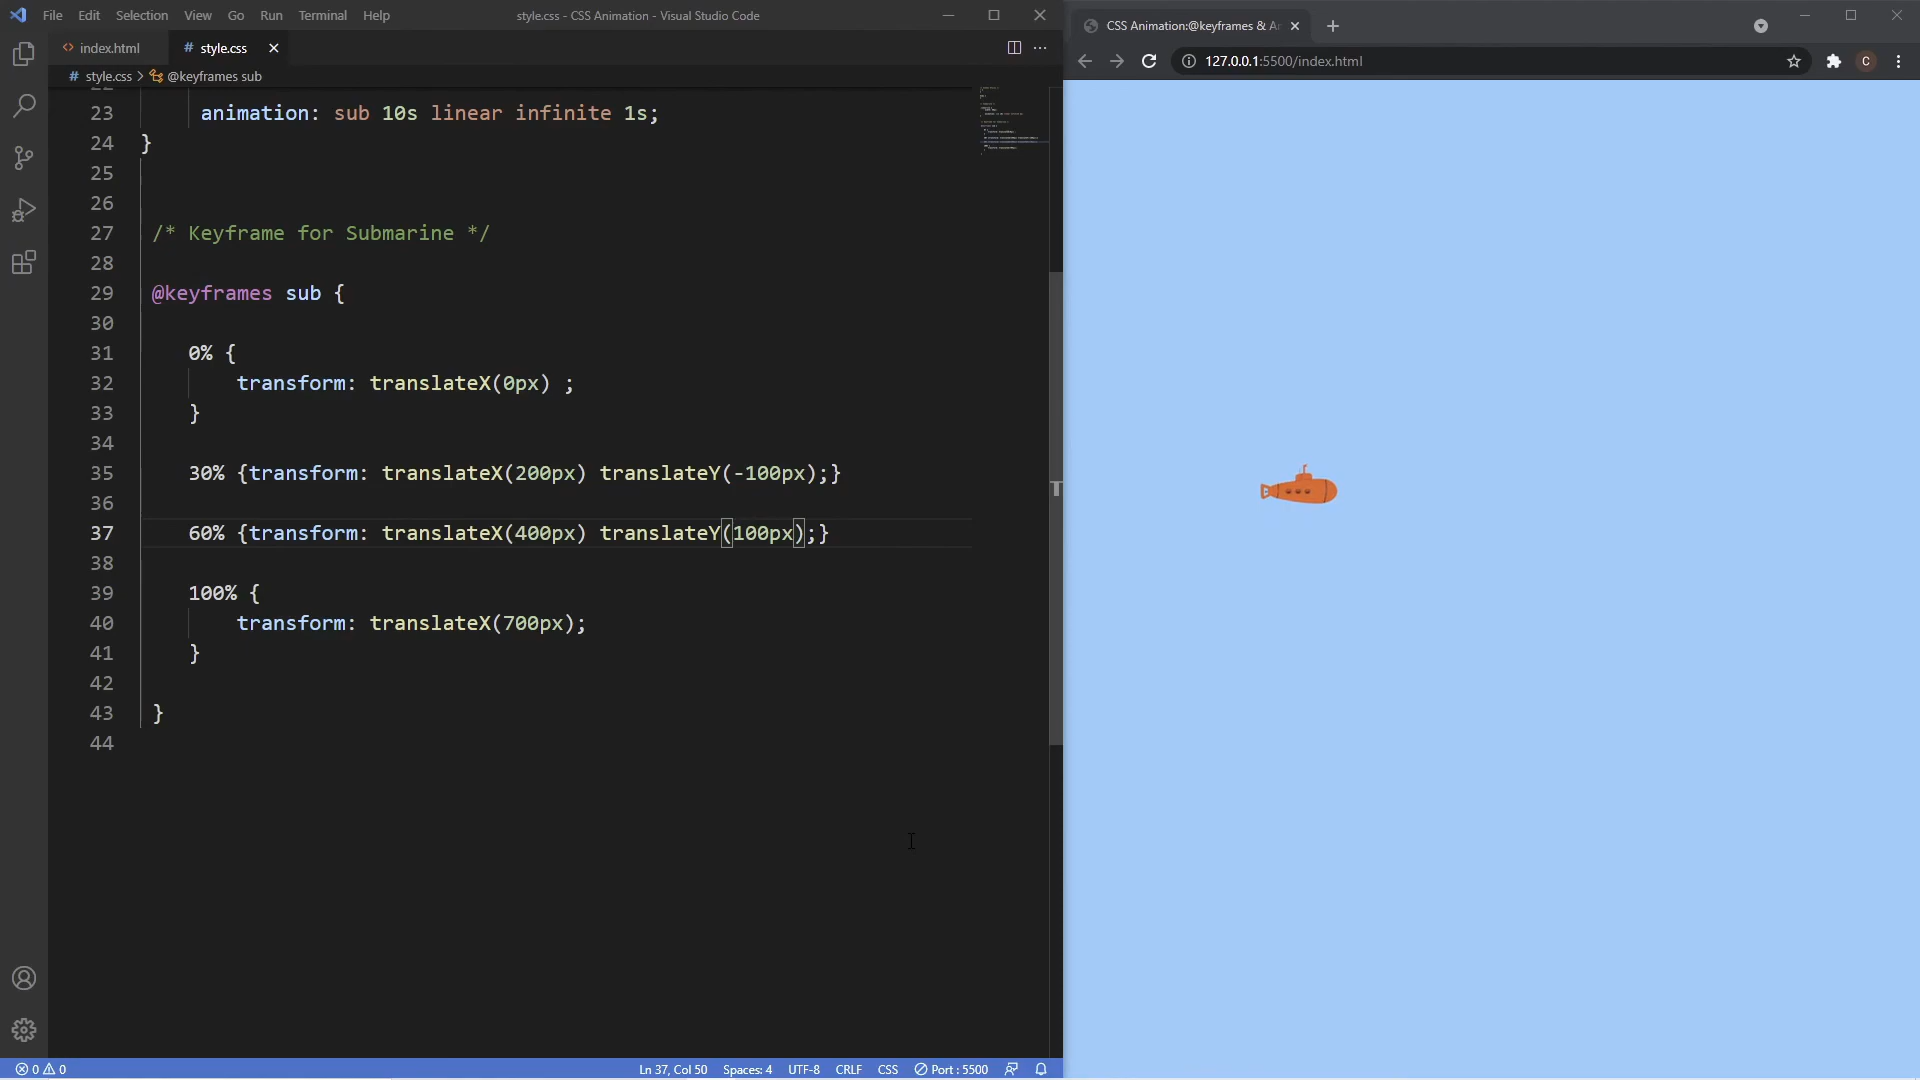 File Edit Selection View Go Run Terminal Help
style.css - CSS Animation - Visual Studio Code
index.html
# style.css
# style.css > @keyframes sub
23 animation: sub 10s linear infinite 1s;
24 }
25
26
27 /* Keyframe for Submarine */
28
29 @keyframes sub {
30
31 0% {
32 transform: translateX(0px) ;
33 }
34
35 30% {transform: translateX(200px) translateY(-100px);}
36
37 60% {transform: translateX(400px) translateY(100px);}
38
39 100% {
40 transform: translateX(700px);
41 }
42
43 }
44
0 0
Ln 37, Col 50 Spaces: 4 UTF-8 CRLF CSS Port : 5500
CSS Animation:@keyframes &
127.0.0.1:5500/index.html
C